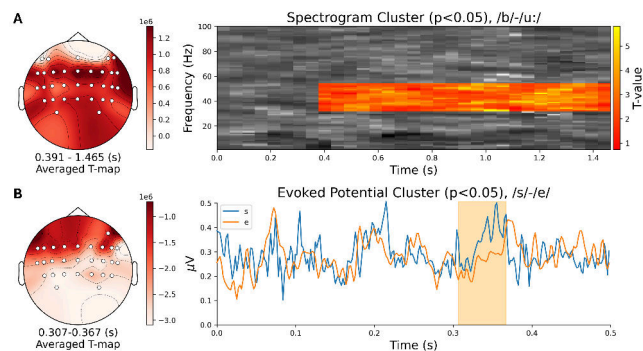 A
1e6
1.2
1.0
0.8
0.6
0.4
0.2
0.0
0.391 - 1.465 (s)
Averaged T-map
Spectrogram Cluster (p<0.05), /b/-/u:/
Frequency (Hz)
100
80
60
40
20
0.0 0.2 0.4 0.6 0.8 1.0 1.2 1.4
Time (s)
5
4
3
2
1
T-value
B
1e6
-1.0
-1.5
-2.0
-2.5
-3.0
0.307-0.367 (s)
Averaged T-map
Evoked Potential Cluster (p<0.05), /s/-/e/
s
e
μV
0.5
0.4
0.3
0.2
0.1
0.0
0.0 0.1 0.2 0.3 0.4 0.5
Time (s)